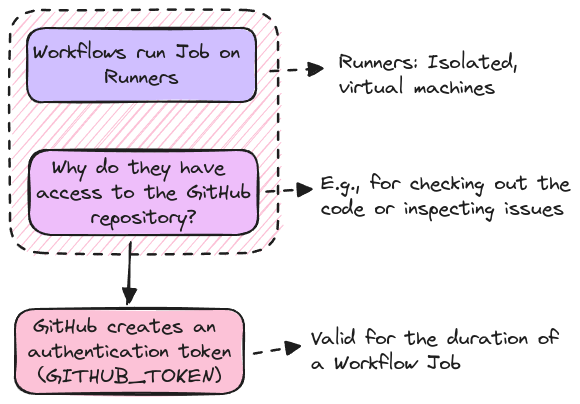 Workflows run Job on
Runners
Runners: Isolated,
virtual machines
Why do they have
access to the GitHub
repository?
E.g., for checking out the
code or inspecting issues
GitHub creates an
authentication token
(GITHUB_TOKEN)
Valid for the duration of
a Workflow Job